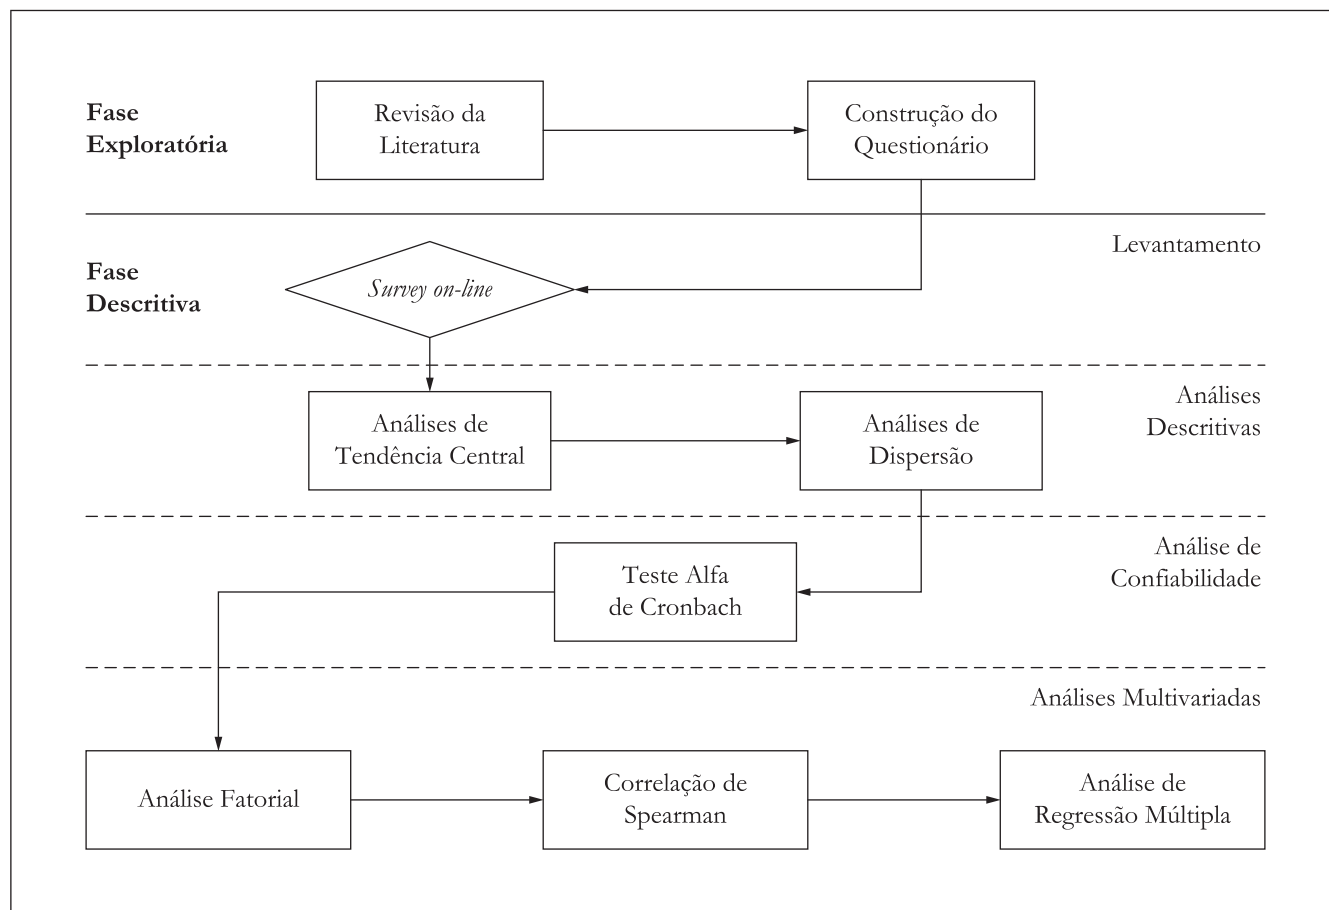 Fase
Exploratória
Revisão da
Literatura
Construção do
Questionário
Levantamento
Fase
Descritiva
Survey on-line
Análises
Descritivas
Análises de
Tendência Central
Análises de
Dispersão
Análise de
Confiabilidade
Teste Alfa
de Cronbach
Análises Multivariadas
Análise Fatorial
Correlação de
Spearman
Análise de
Regressão Múltipla